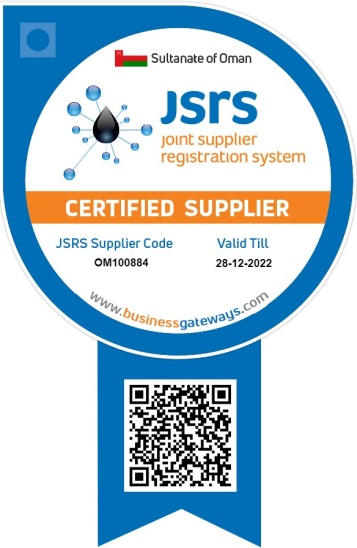 Sultanate of Oman
JSRS
joint supplier
registration system
CERTIFIED SUPPLIER
JSRS Supplier Code
Valid Till
OM100884
28-12-2022
www.businessgateways.com